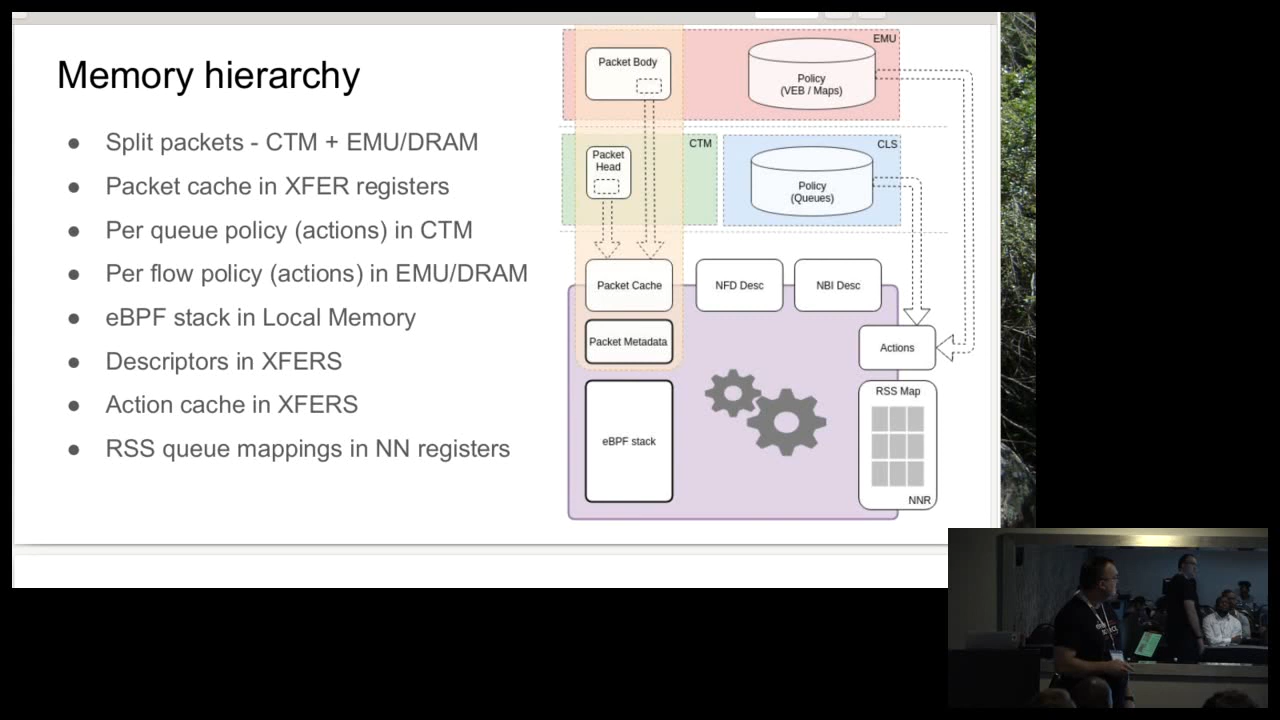 Memory hierarchy
● Split packets - CTM + EMU/DRAM
● Packet cache in XFER registers
● Per queue policy (actions) in CTM
● Per flow policy (actions) in EMU/DRAM
● eBPF stack in Local Memory
● Descriptors in XFERS
● Action cache in XFERS
● RSS queue mappings in NN registers
EMU
Packet Body
Policy
(VEB / Maps)
CTM
Packet
Head
CLS
Policy
(Queues)
Packet Cache
NFD Desc
NBI Desc
Packet Metadata
Actions
eBPF stack
RSS Map
NNR